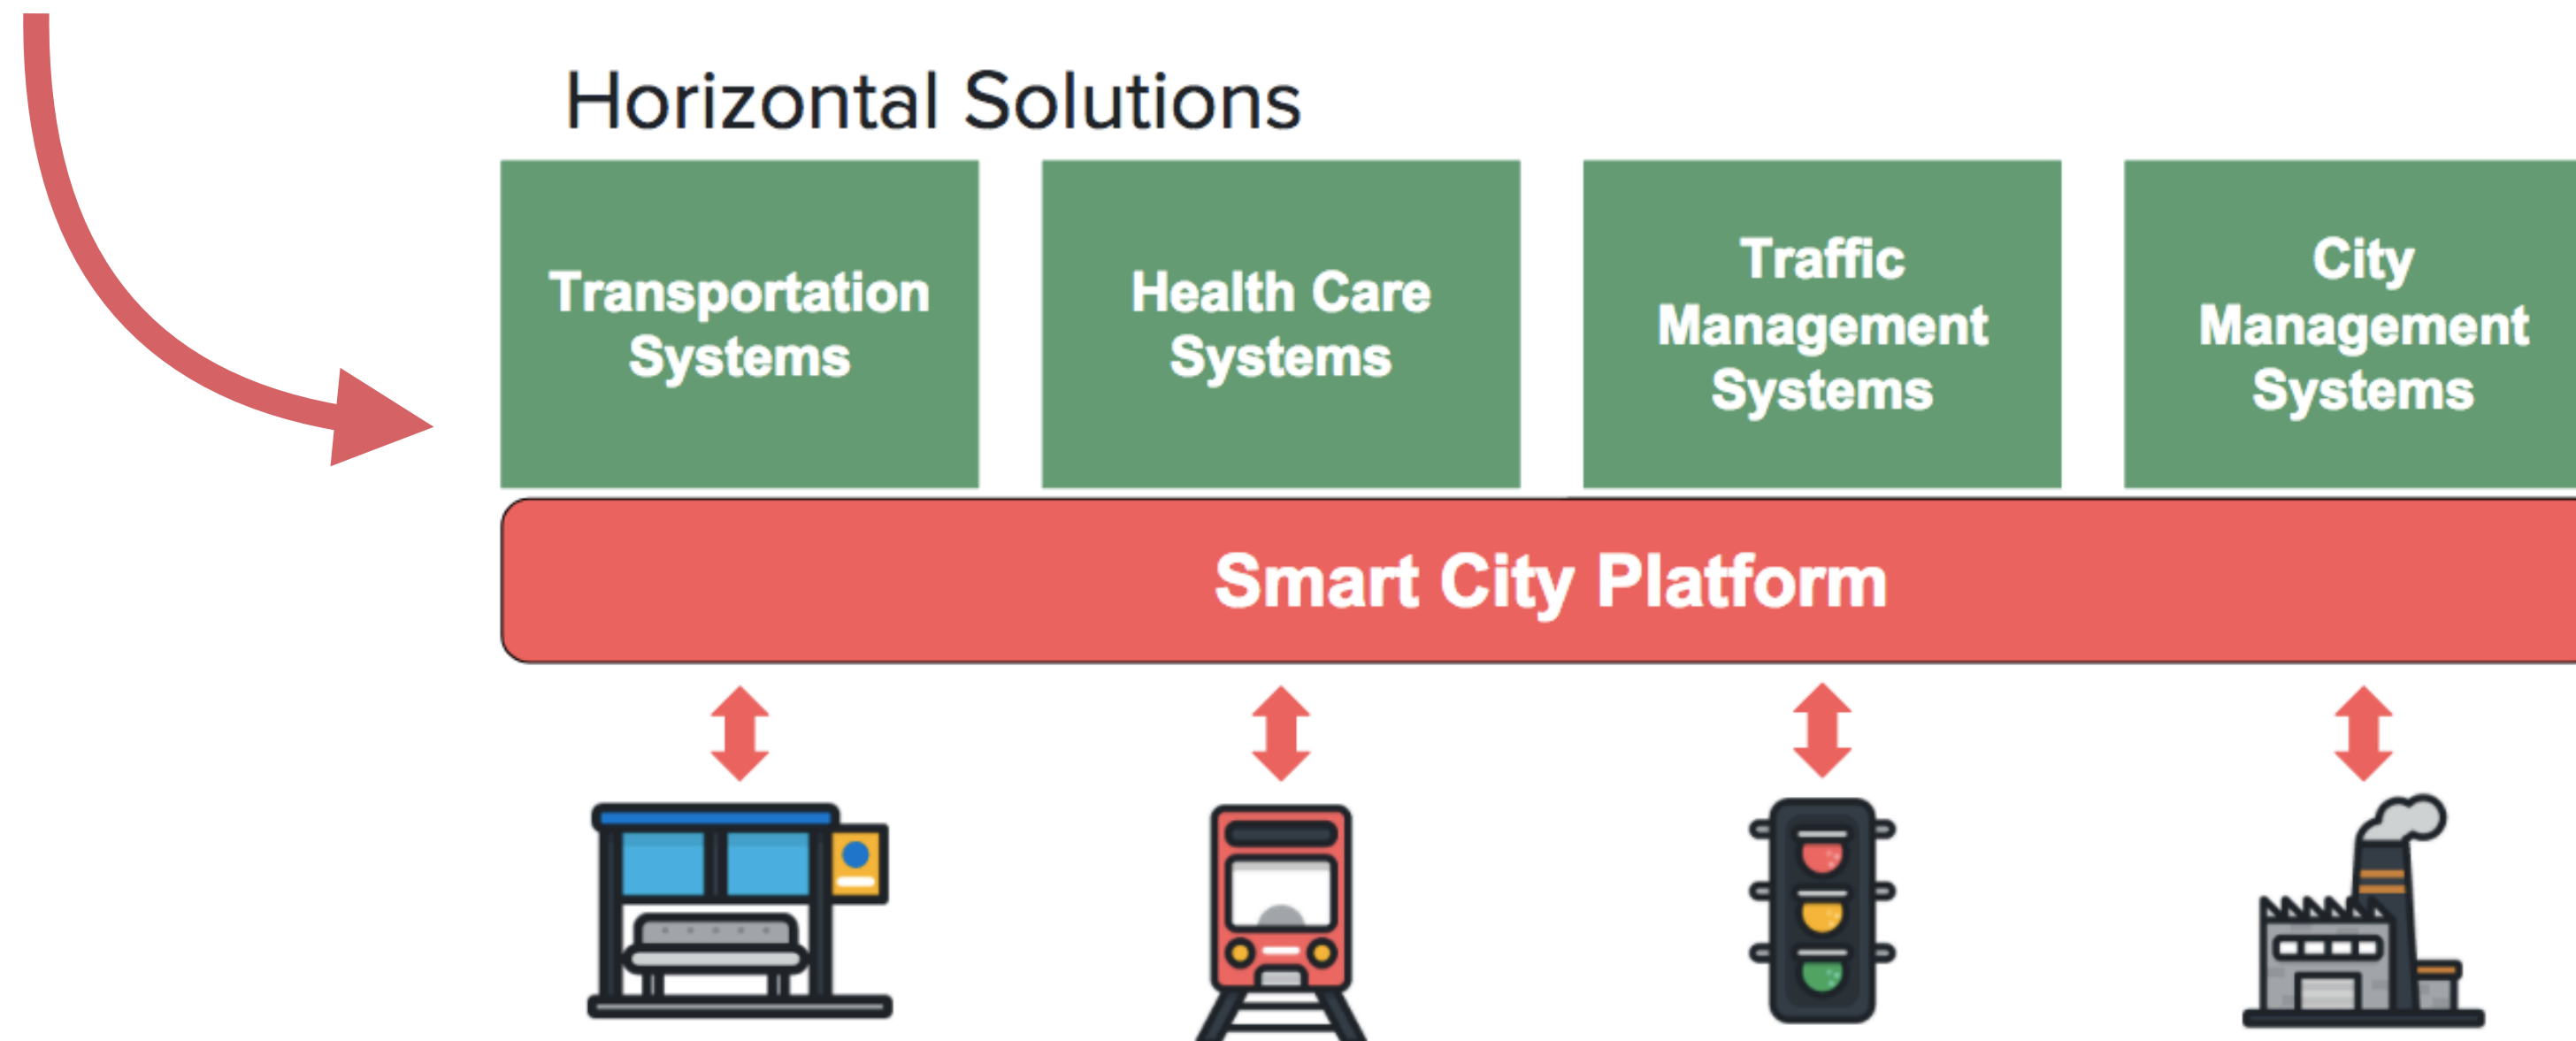 Horizontal Solutions
Transportation
Systems
Health Care
Systems
Traffic
Management
Systems
City
Management
Systems
Smart City Platform